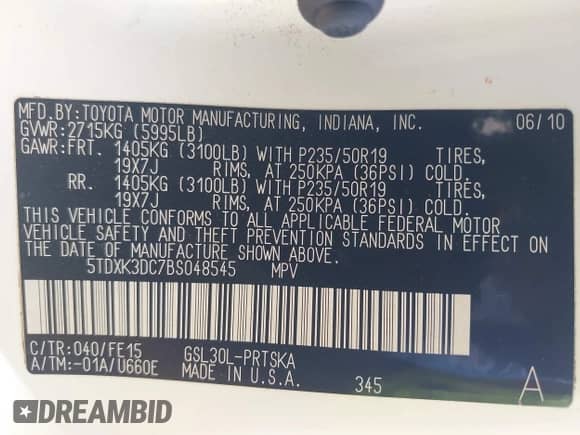 MFD.BY:TOYOTA MOTOR MANUFACTURING, INDIANA, INC. 06/10
GVWR:2715KG (5995LB)
GAWR:FRT. 1405KG (3100LB) WITH P235/50R19 TIRES,
19X7J RIMS, AT 250KPA (36PSI) COLD.
RR. 1405KG (3100LB) WITH P235/50R19 TIRES,
19X7J RIMS, AT 250KPA (36PSI) COLD.
THIS VEHICLE CONFORMS TO ALL APPLICABLE FEDERAL MOTOR
VEHICLE SAFETY AND THEFT PREVENTION STANDARDS IN EFFECT ON
THE DATE OF MANUFACTURE SHOWN ABOVE.
5TDXK3DC7BS048545 MPV
C/TR:040/FE15 GSL30L-PRTSKA
A/TM:-01A/U660E MADE IN U.S.A. 345 A
DREAMBID